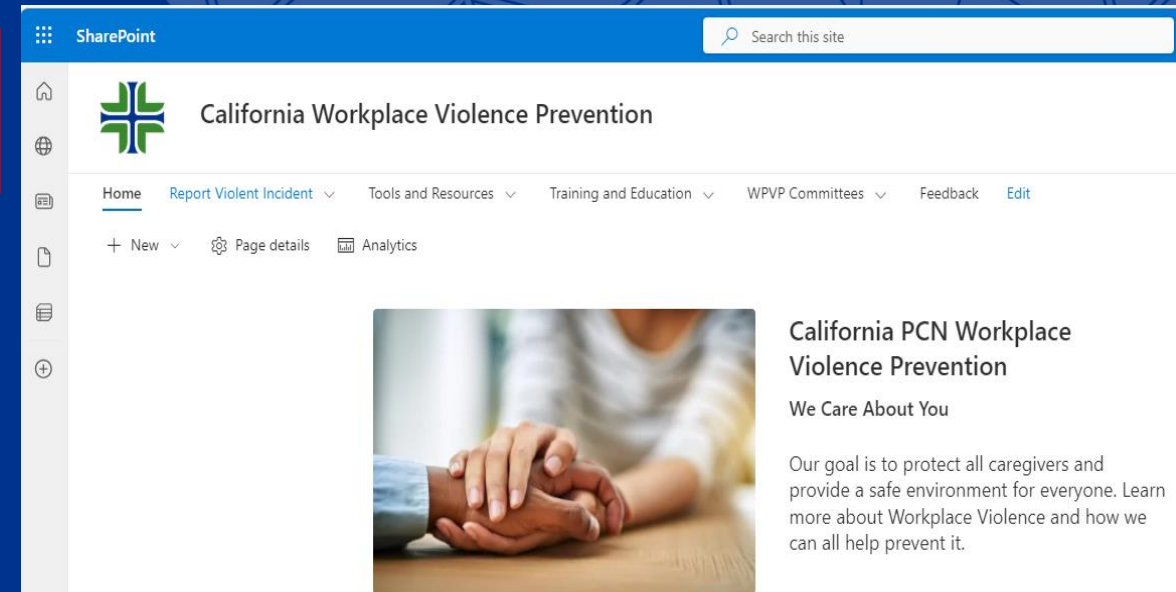 SharePoint
Search this site
California Workplace Violence Prevention
Home Report Violent Incident Tools and Resources Training and Education WPVP Committees Feedback Edit
+ New Page details Analytics
California PCN Workplace
Violence Prevention
We Care About You
Our goal is to protect all caregivers and
provide a safe environment for everyone. Learn
more about Workplace Violence and how we
can all help prevent it.